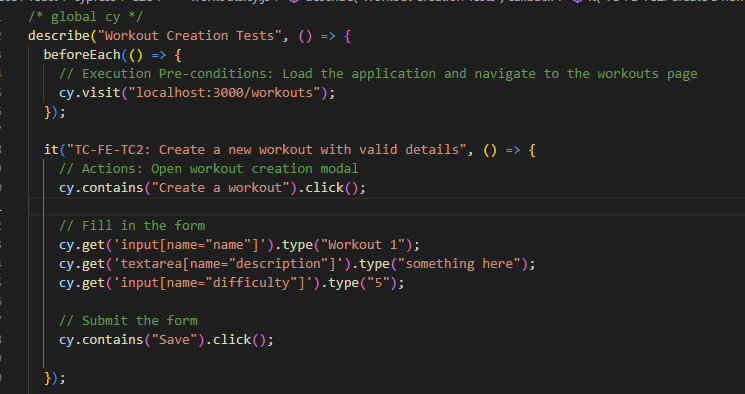 /* global cy */
describe("Workout Creation Tests", () => {
beforeEach(() => {
// Execution Pre-conditions: Load the application and navigate to the workouts page
cy.visit("localhost:3000/workouts");
});
it("TC-FE-TC2: Create a new workout with valid details", () => {
// Actions: Open workout creation modal
cy.contains("Create a workout").click();
// Fill in the form
cy.get('input[name="name"]').type("Workout 1");
cy.get('textarea[name="description"]').type("something here");
cy.get('input[name="difficulty"]').type("5");
// Submit the form
cy.contains("Save").click();
});